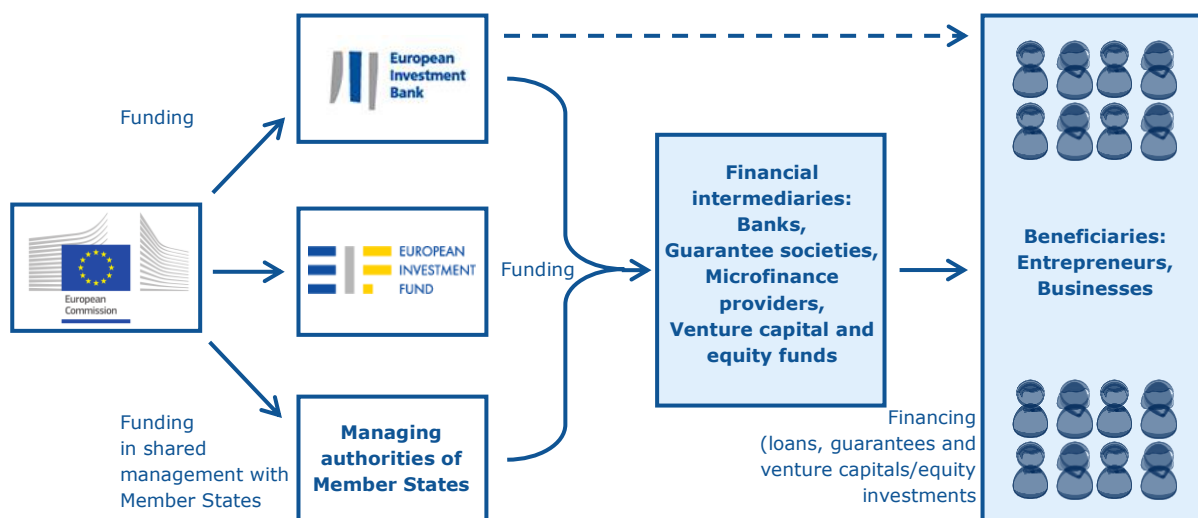 European
Investment
Bank
Funding
European
Commission
EUROPEAN
INVESTMENT
FUND
Funding
Funding
in shared
management with
Member States
Managing
authorities of
Member States
Financial
intermediaries:
Banks,
Guarantee societies,
Microfinance
providers,
Venture capital and
equity funds
Financing
(loans, guarantees and
venture capitals/equity
investments
Beneficiaries:
Entrepreneurs,
Businesses